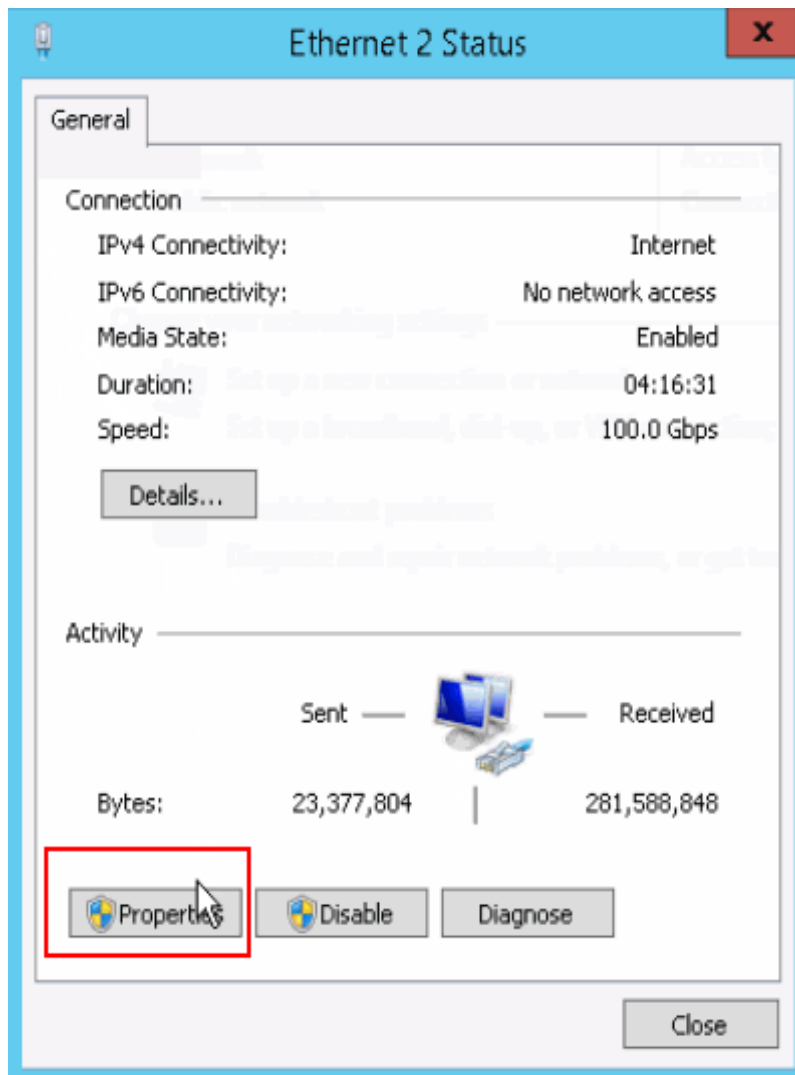 Ethernet 2 Status
X
General
Connection
IPv4 Connectivity: Internet
IPv6 Connectivity: No network access
Media State: Enabled
Duration: 04:16:31
Speed: 100.0 Gbps
Details...
Activity
Sent Received
Bytes: 23,377,804 281,588,848
Properties Disable Diagnose
Close